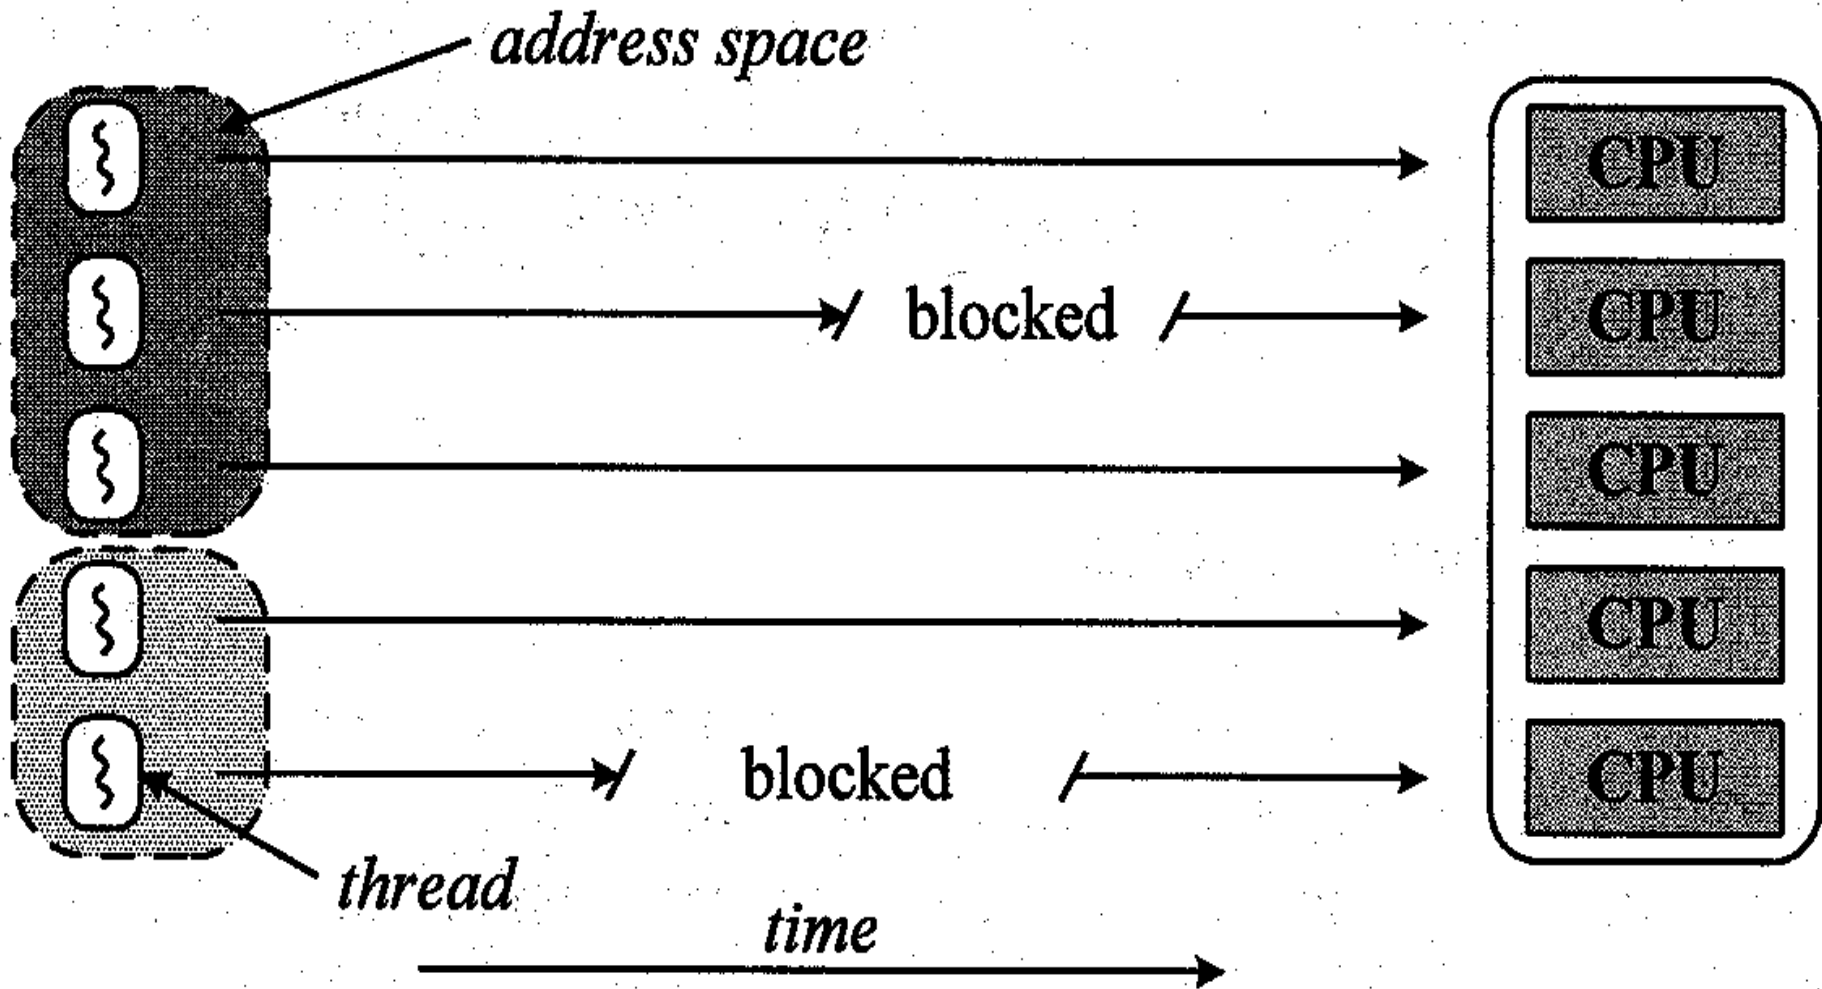 address space
CPU
blocked
CPU
CPU
CPU
blocked
CPU
thread
time